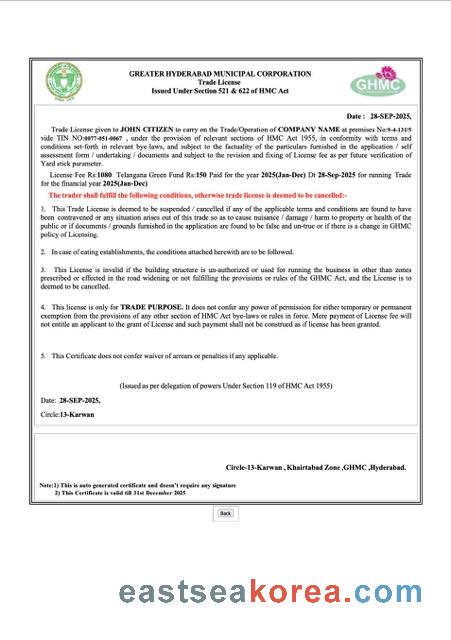 GREATER HYDERABAD MUNICIPAL CORPORATION
Trade License
Issued Under Section 521 & 622 of HMC Act
GHMC
Date : 28-SEP-2025,
Trade License given to JOHN CITIZEN to carry on the Trade/Operation of COMPANY NAME at premises No:9-4-131/5
vide TIN NO:0077-051-0067 , under the provision of relevant sections of HMC Act 1955, in conformity with terms and
conditions set-forth in relevant bye-laws, and subject to the factuality of the particulars furnished in the application / self
assessment form / undertaking / documents and subject to the revision and fixing of License fee as per future verification of
Yard stick parameter.
License Fee Rs:1080 Telangana Green Fund Rs:150 Paid for the year 2025(Jan-Dec) Dt 28-Sep-2025 for running Trade
for the financial year 2025(Jan-Dec)
The trader shall fulfill the following conditions, otherwise trade license is deemed to be cancelled:-
1. This Trade License is deemed to be suspended / cancelled if any of the applicable terms and conditions are found to have
been contravened or any situation arises out of this trade so as to cause nuisance / damage / harm to property or health of the
public or if documents / grounds furnished in the application are found to be false and un-true or if there is a change in GHMC
policy of Licensing.
2. In case of eating establishments, the conditions attached herewith are to be followed.
3. This License is invalid if the building structure is un-authorized or used for running the business in other than zones
prescribed or effected in the road widening or not fulfilling the provisions or rules of the GHMC Act, and the License is to
deemed to be cancelled.
4. This license is only for TRADE PURPOSE. It does not confer any power of permission for either temporary or permanent
exemption from the provisions of any other section of HMC Act bye-laws or rules in force. Mere payment of License fee will
not entitle an applicant to the grant of License and such payment shall not be construed as if license has been granted.
5. This Certificate does not confer waiver of arrears or penalties if any applicable.
(Issued as per delegation of powers Under Section 119 of HMC Act 1955)
Date: 28-SEP-2025,
Circle:13-Karwan
Circle-13-Karwan , Khairtabad Zone ,GHMC ,Hyderabad.
Note:1) This is auto generated certificate and doesn't require any signature
2) This Certificate is valid till 31st December 2025
Back
eastseakorea.com